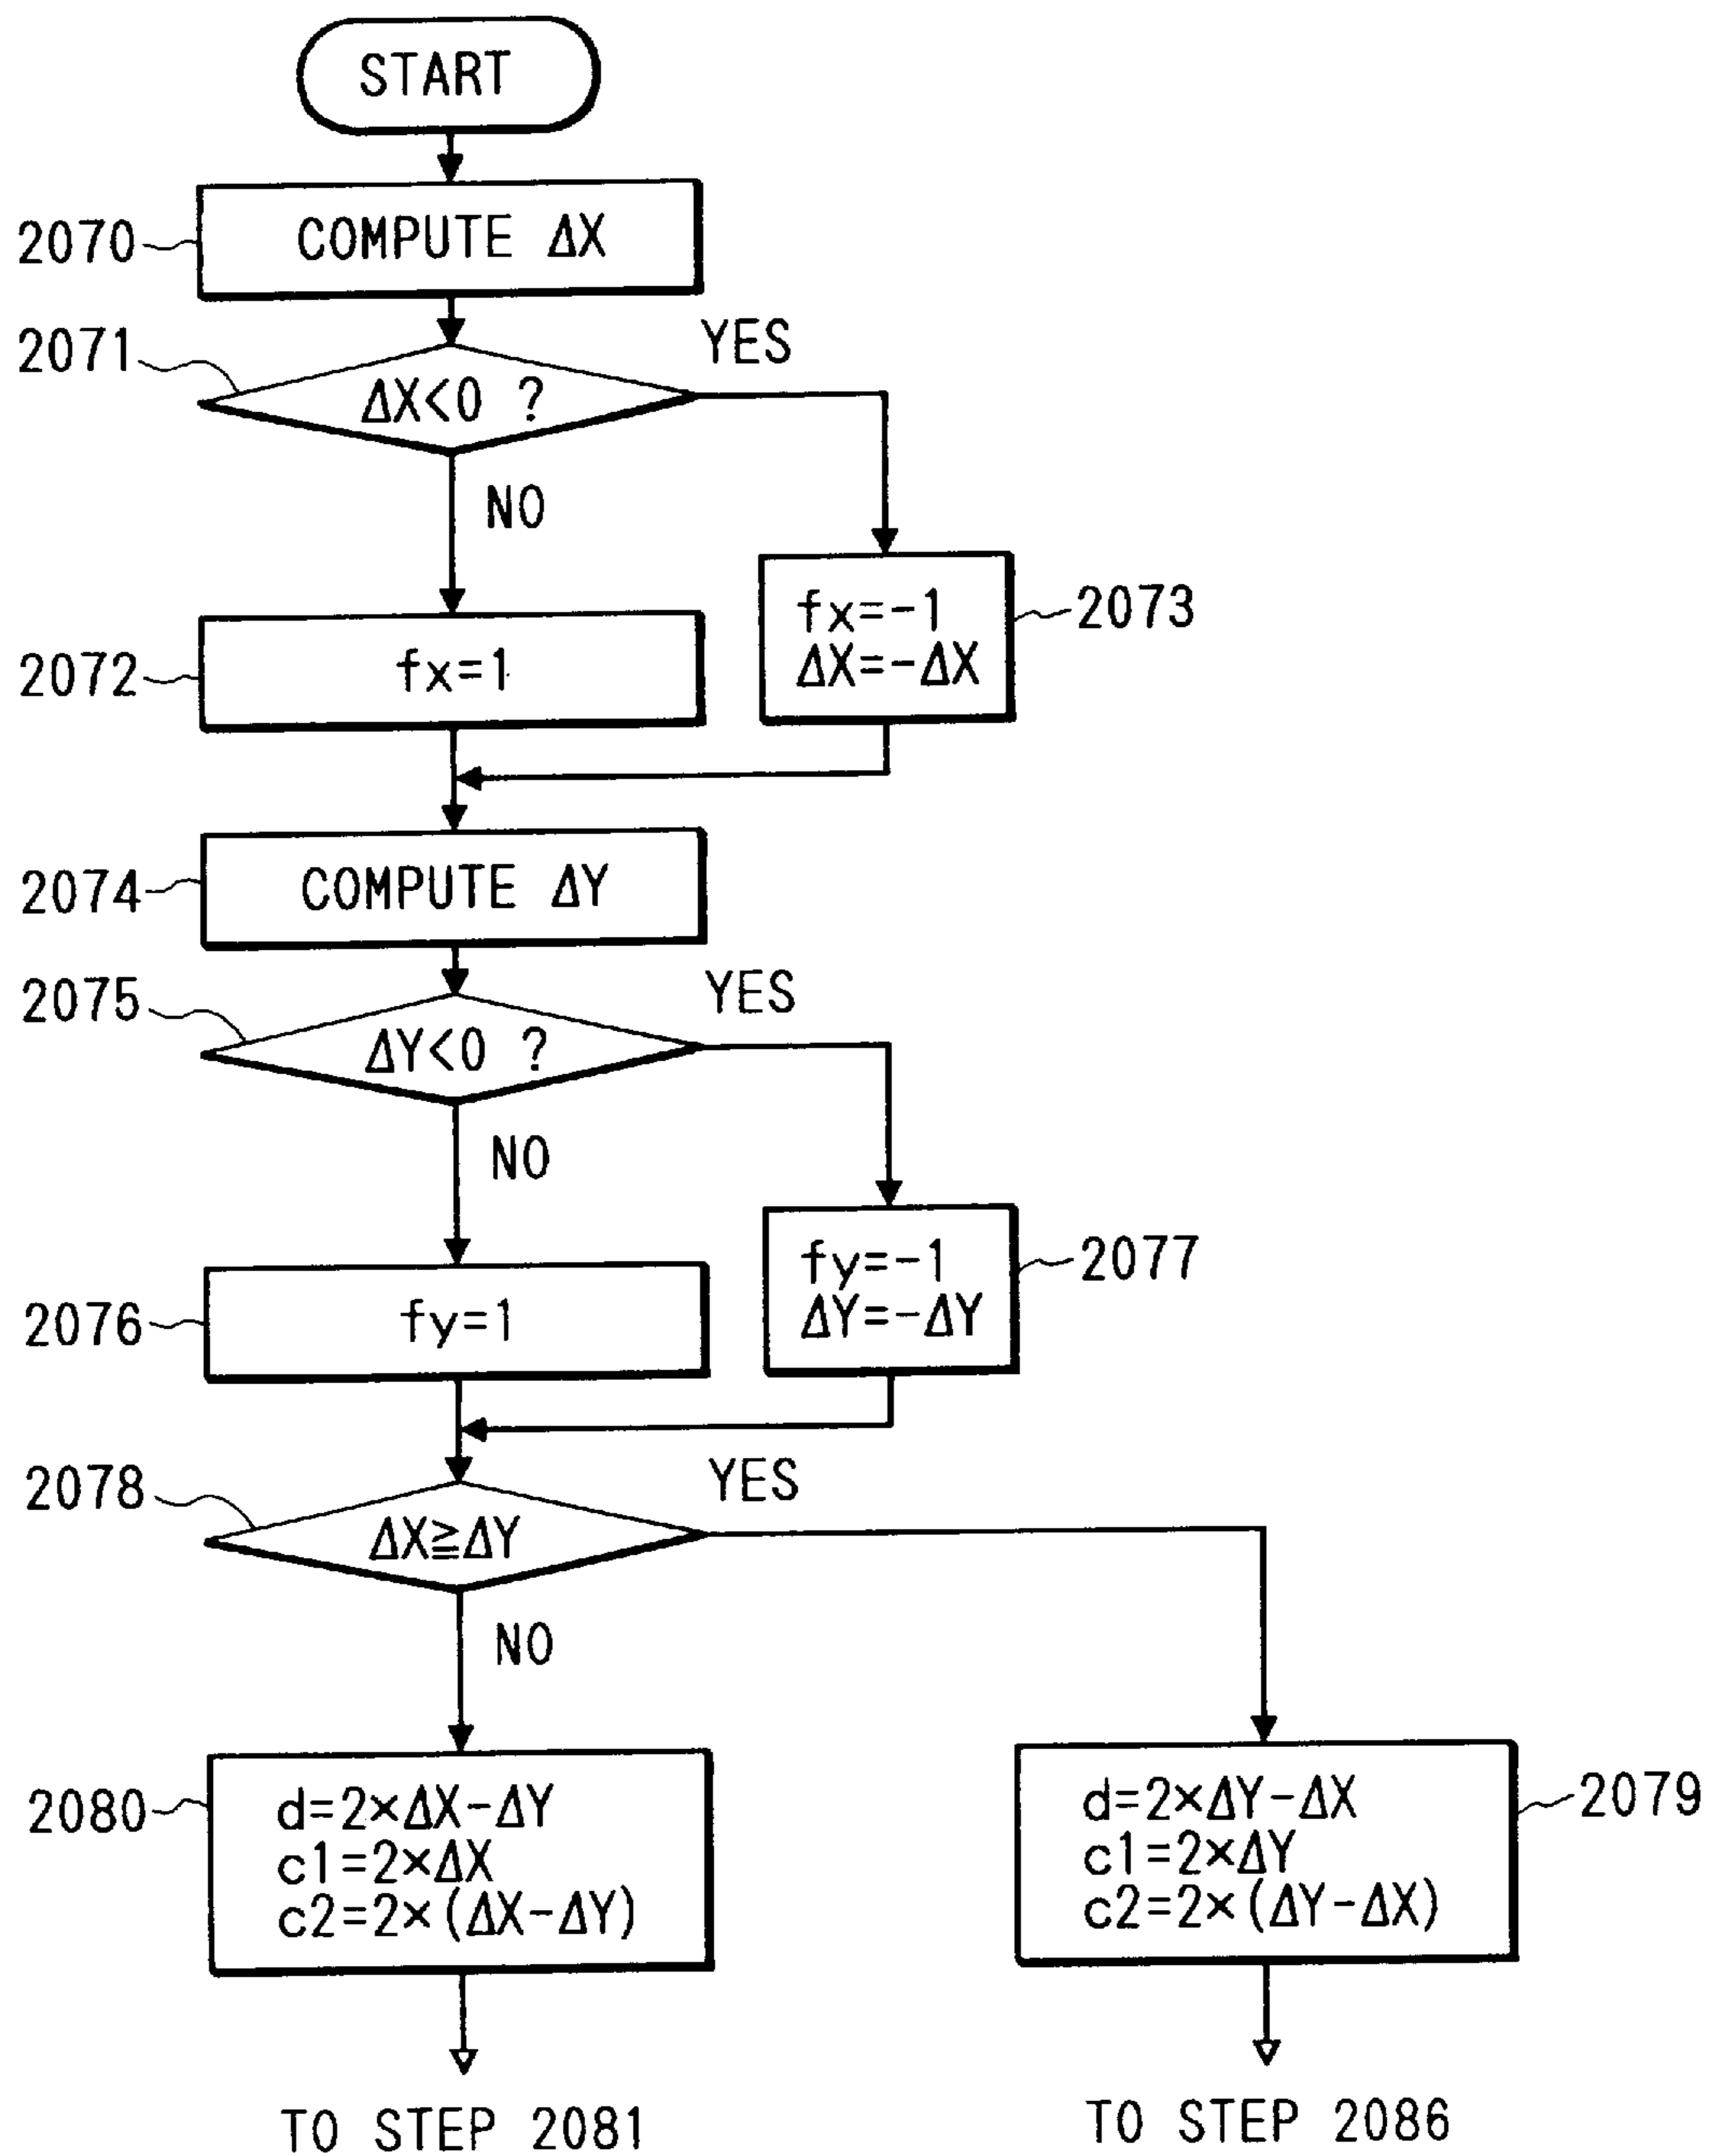 START
2070
COMPUTE ΔX
2071
YES
ΔX<0 ?
NO
fx=-1
ΔX=-ΔX
2073
2072
fx=1
2074
COMPUTE ΔY
2075
YES
ΔY<0 ?
NO
fy=-1
ΔY=-ΔY
2077
2076
fy=1
2078
YES
ΔX≧ΔY
NO
2080
d=2×ΔX-ΔY
c1=2×ΔX
c2=2×(ΔX-ΔY)
d=2×ΔY-ΔX
c1=2×ΔY
c2=2×(ΔY-ΔX)
2079
TO STEP 2081
TO STEP 2086